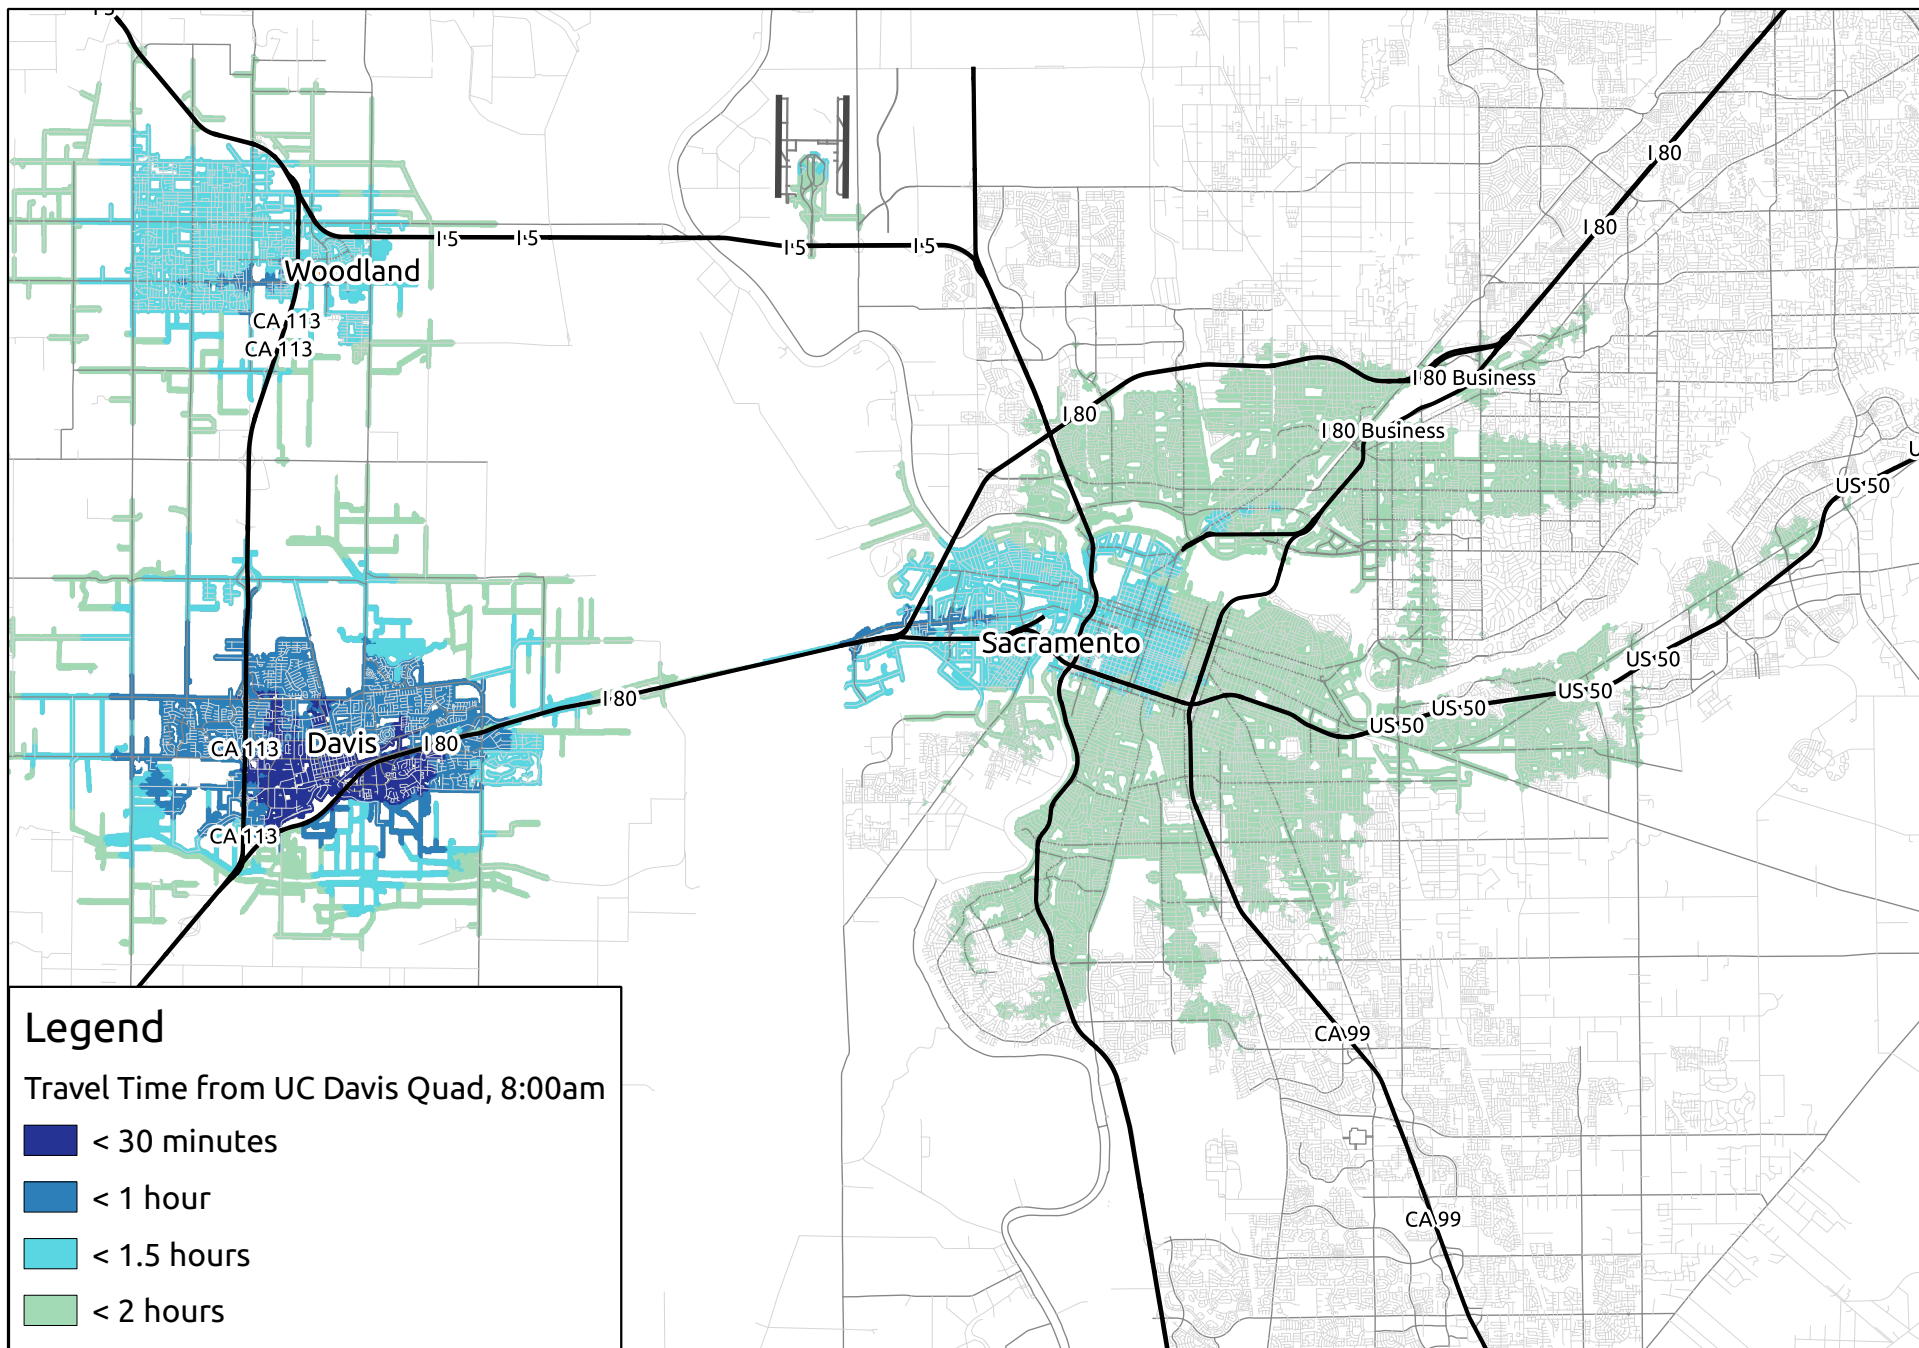 I 80
I 80
Woodland
I 5
I 5
I 5
I 5
CA 113
CA 113
I 80 Business
I 80
I 80 Business
US 50
Sacramento
US 50
I 80
US 50
US 50
US 50
CA 113
Davis
I 80
CA 113
CA 99
CA 99
Legend
Travel Time from UC Davis Quad, 8:00am
< 30 minutes
< 1 hour
< 1.5 hours
< 2 hours